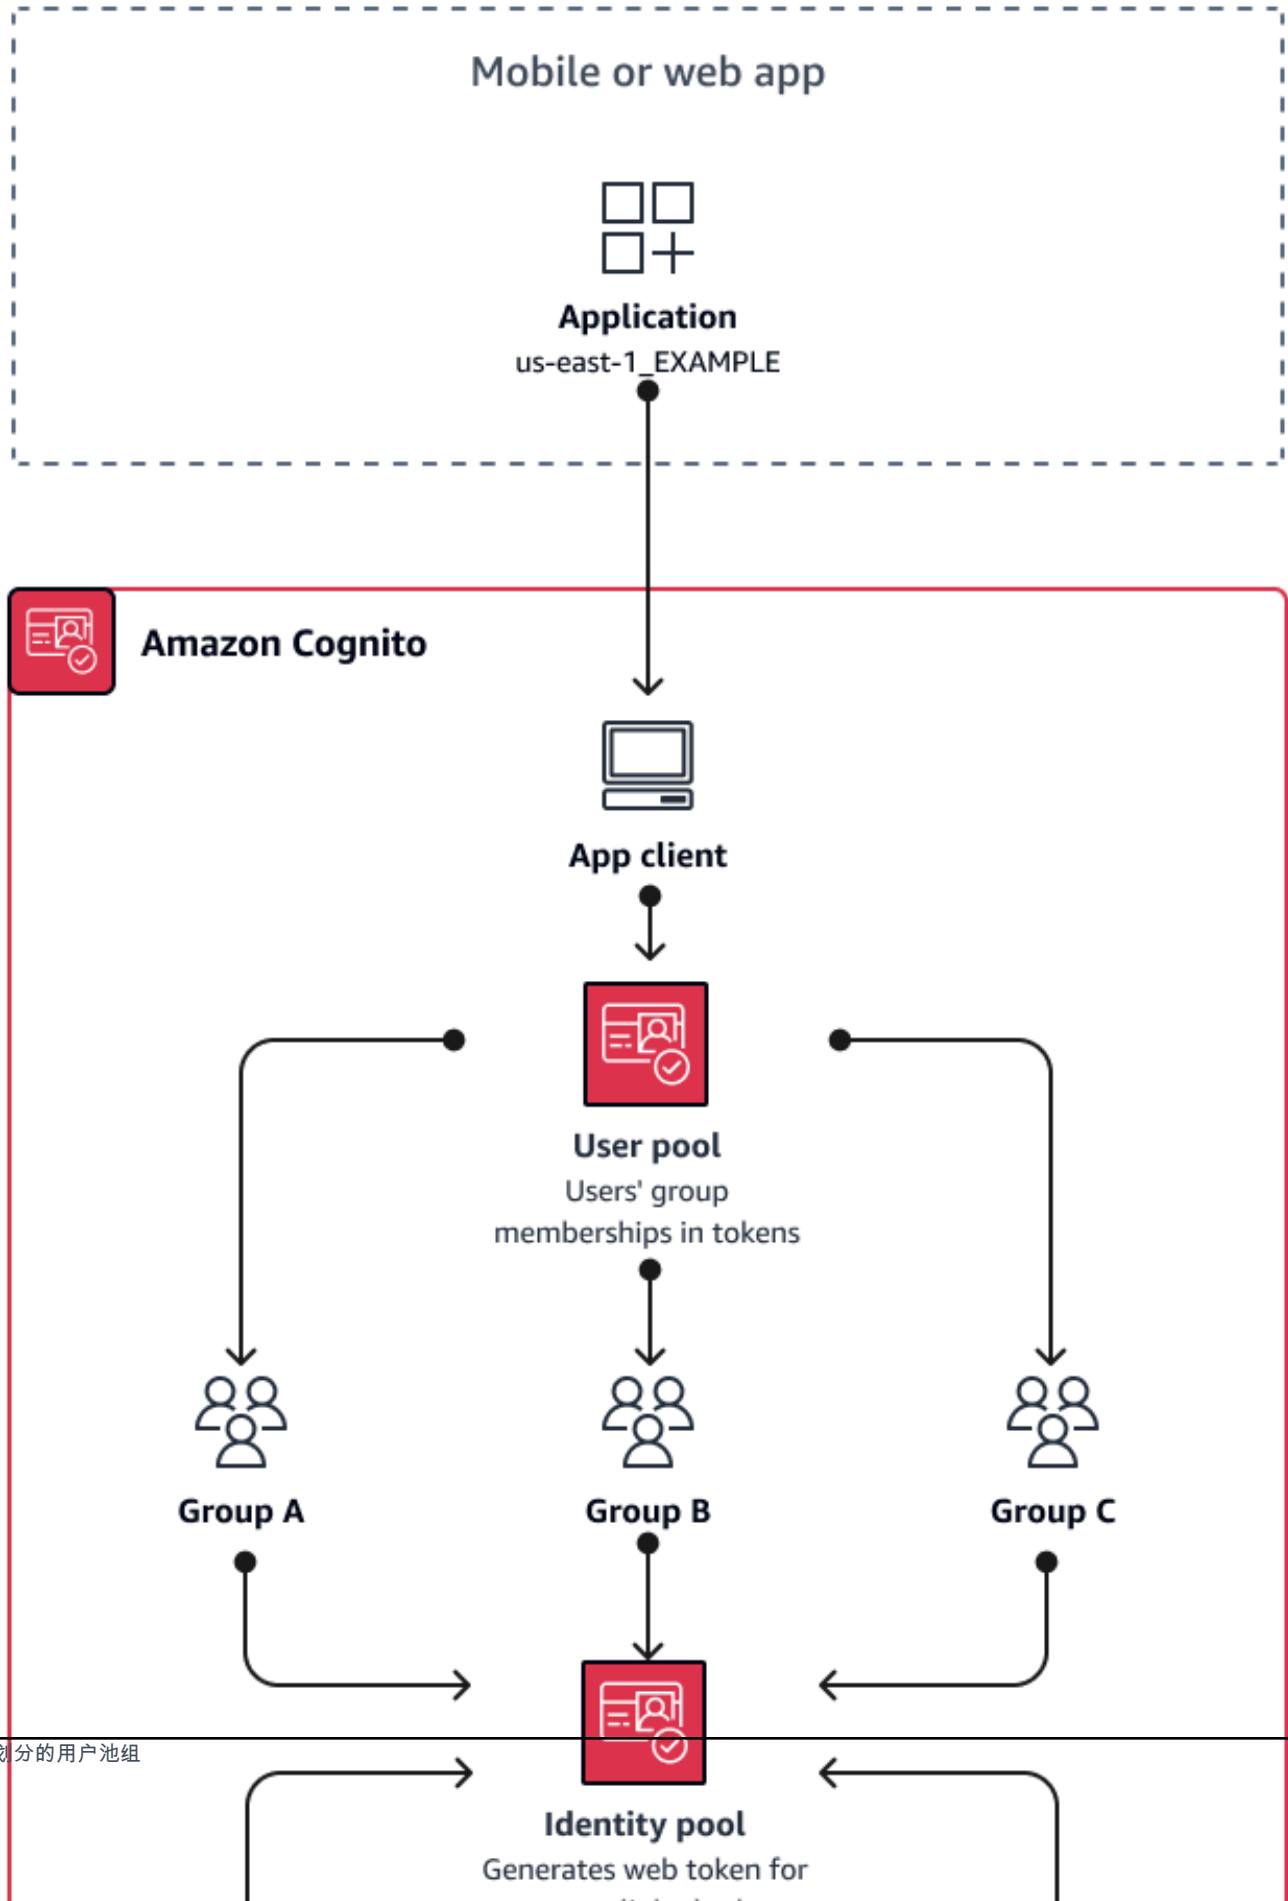 Mobile or web app
Application
us-east-1_EXAMPLE
Amazon Cognito
App client
User pool
Users' group
memberships in tokens
Group A
Group B
Group C
分的用户池组
Identity pool
Generates web token for